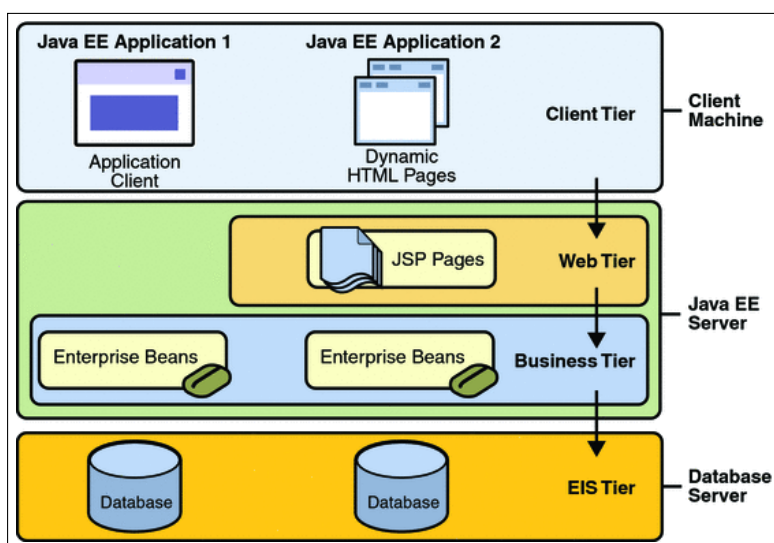 Java EE Application 1
Java EE Application 2
Application
Client
Dynamic
HTML Pages
Client Tier
Client
Machine
JSP Pages
Web Tier
Java EE
Server
Enterprise Beans
Enterprise Beans
Business Tier
Database
Database
EIS Tier
Database
Server